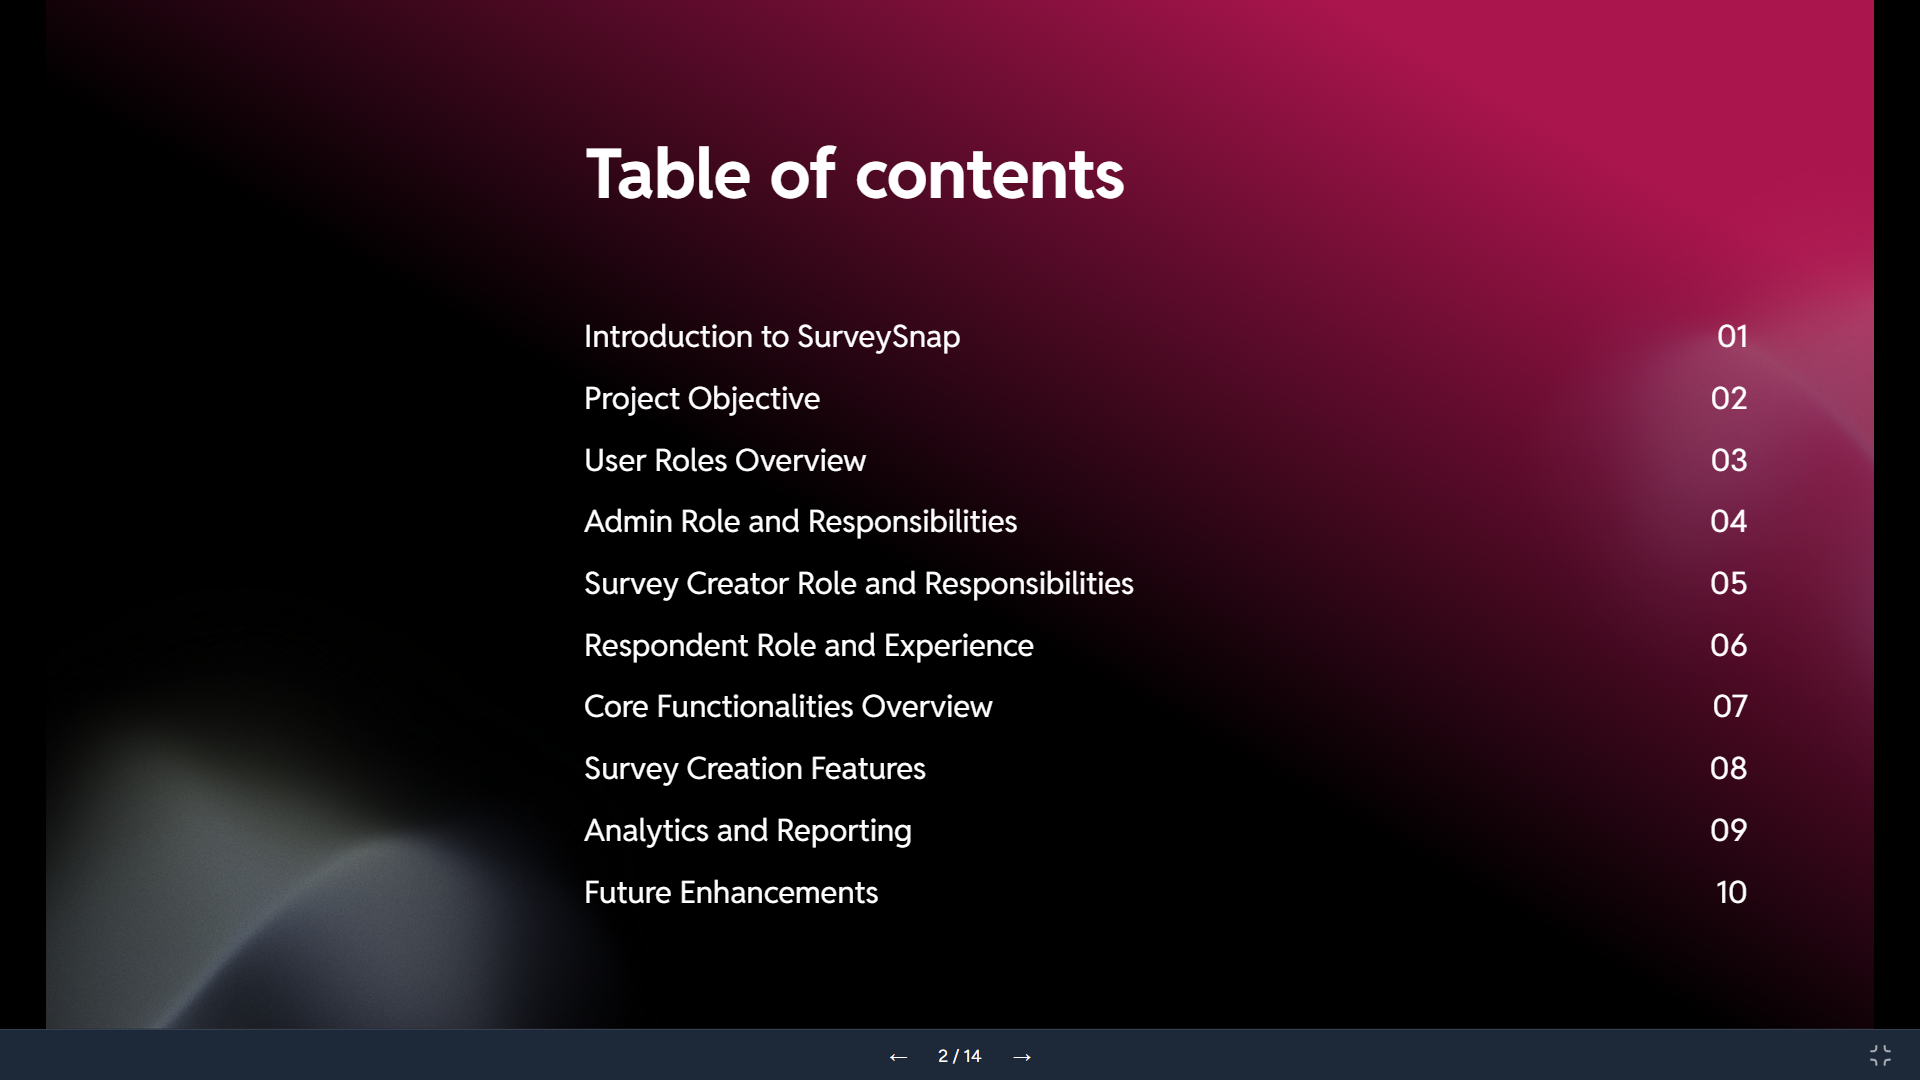 Table of contents
Introduction to SurveySnap 01
Project Objective 02
User Roles Overview 03
Admin Role and Responsibilities 04
Survey Creator Role and Responsibilities 05
Respondent Role and Experience 06
Core Functionalities Overview 07
Survey Creation Features 08
Analytics and Reporting 09
Future Enhancements 10
← 2 / 14 →